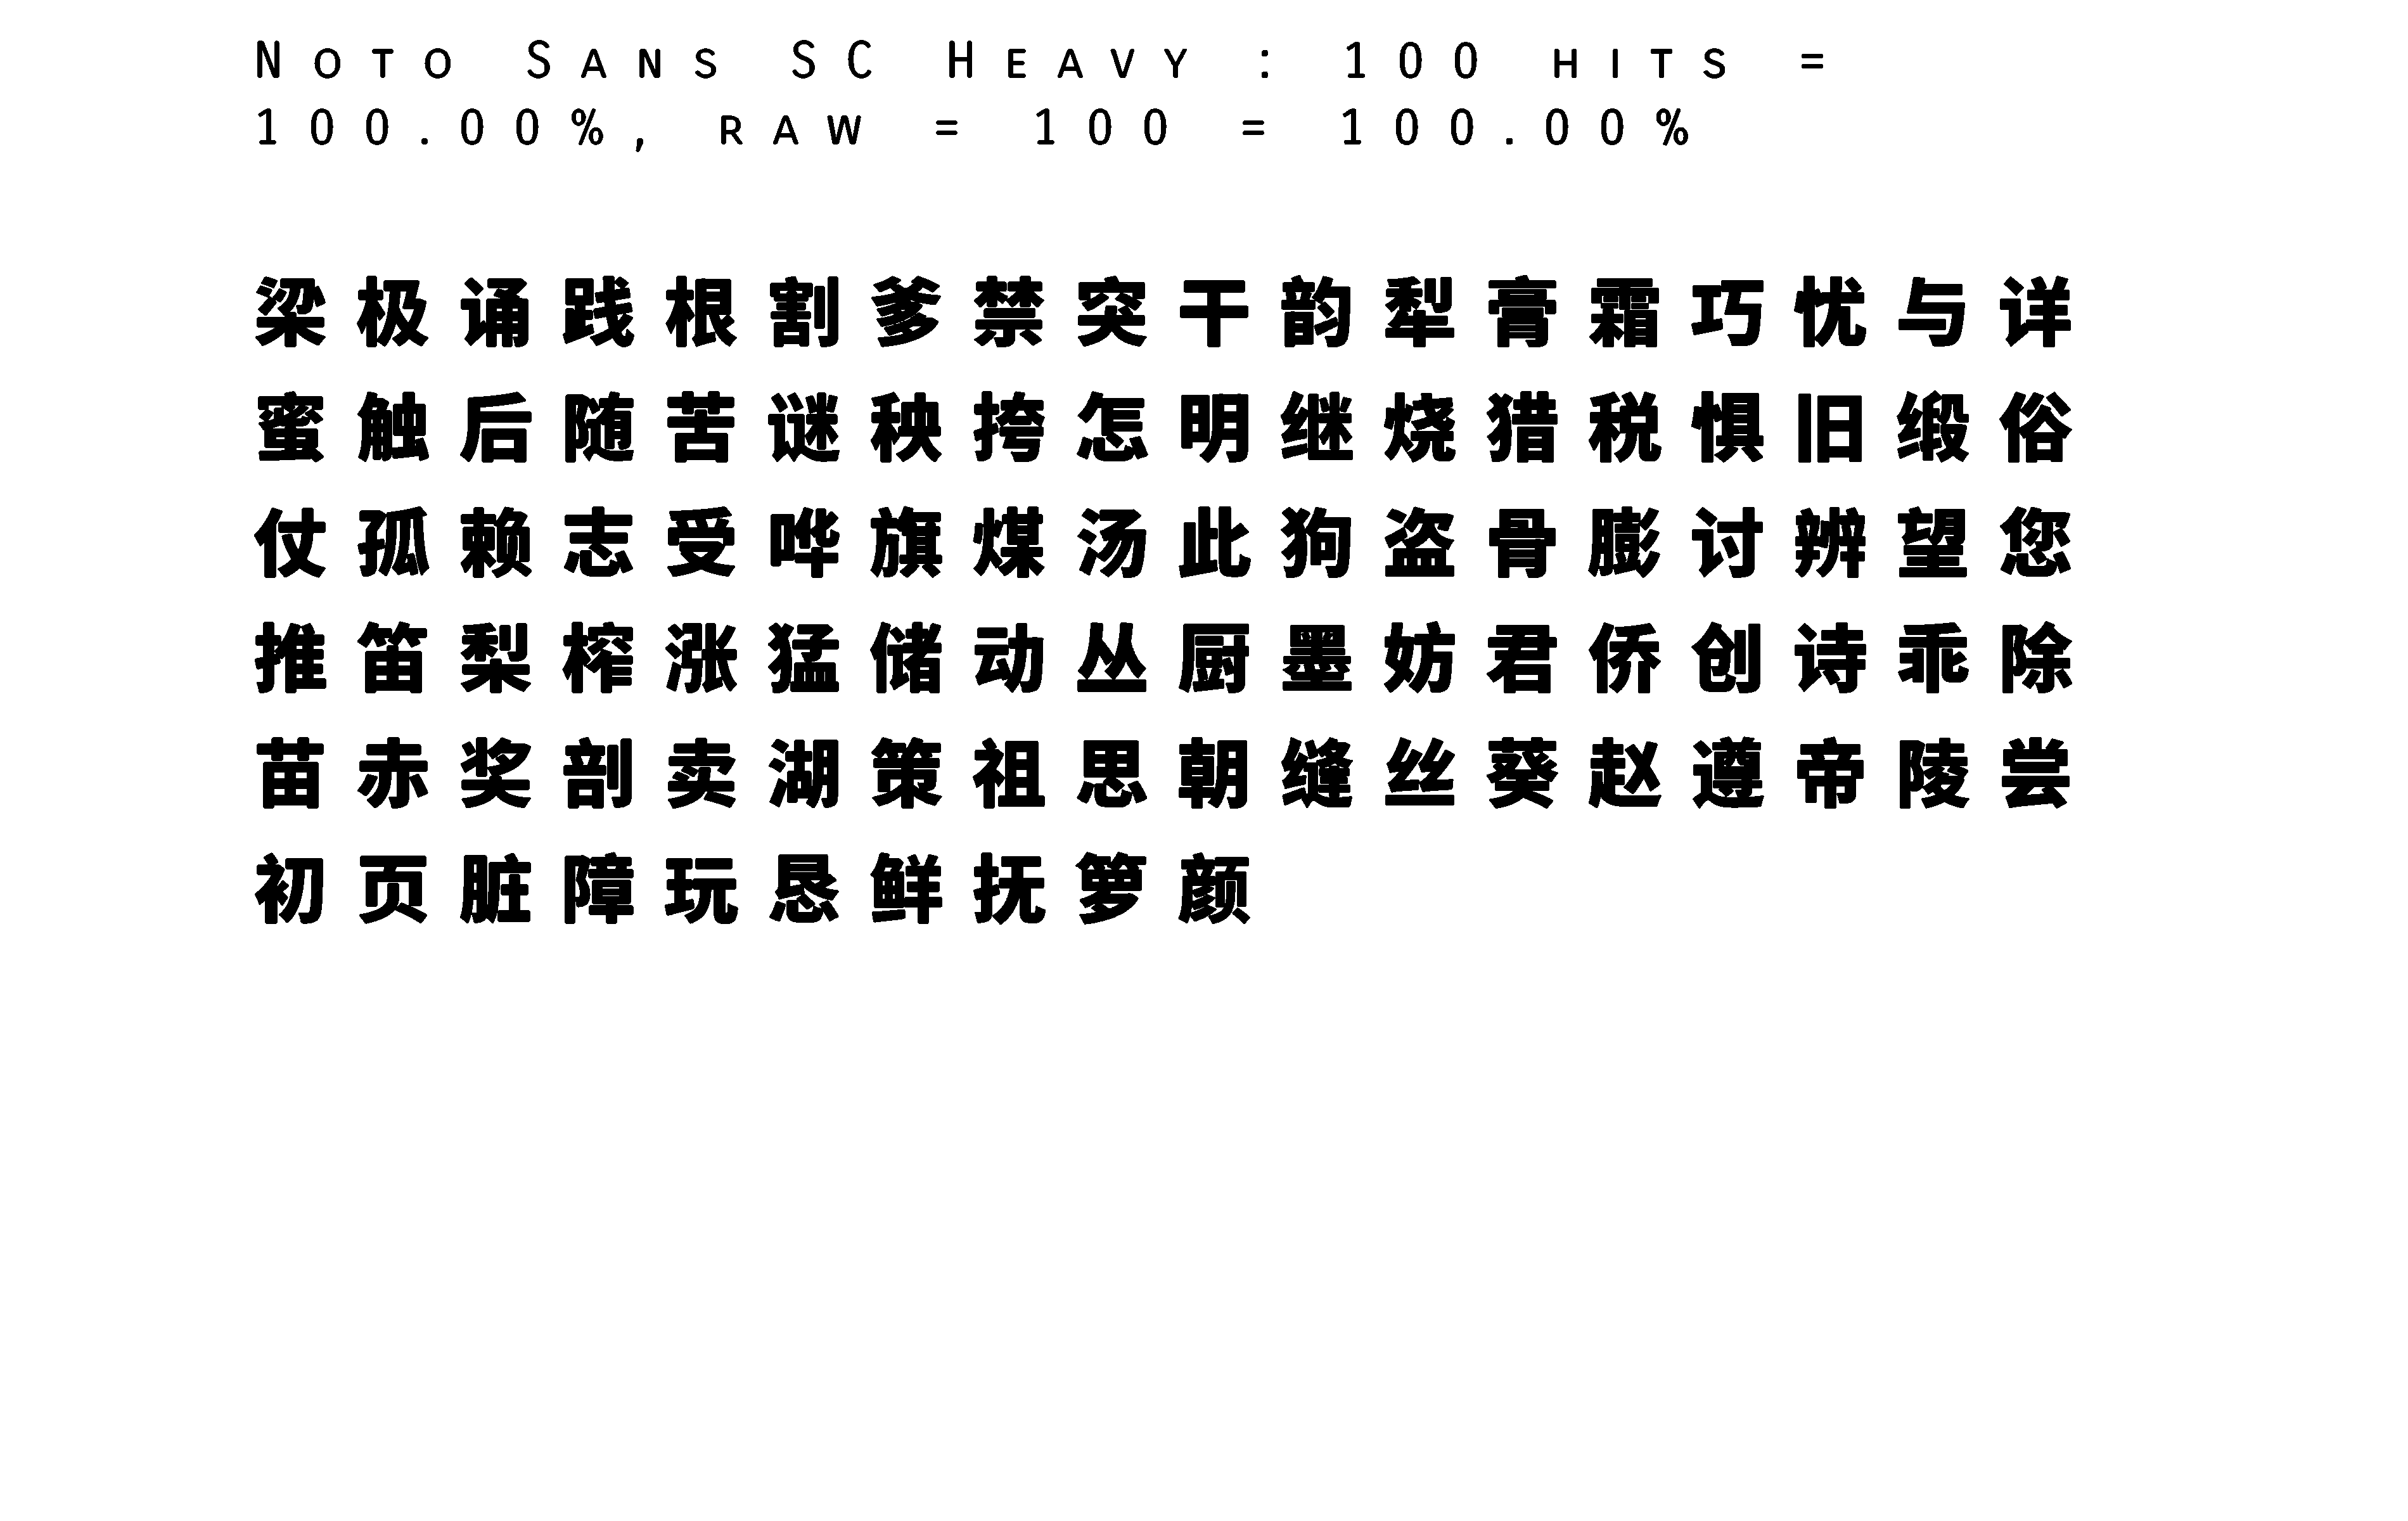 Noto Sans SC Heavy : 100 hits =
100.00%, raw = 100 = 100.00%
梁极诵践根割爹禁突干韵犁膏霜巧忧与详
蜜触后随苦谜秧挎怎明继烧猎税惧旧缎俗
仗孤赖志受哗旗煤汤此狗盗骨膨讨辨望您
推笛梨榨涨猛储动丛厨墨妨君侨创诗乖除
苗赤奖剖卖湖策祖思朝缝丝葵赵遵帝陵尝
初页脏障玩恳鲜抚箩颜